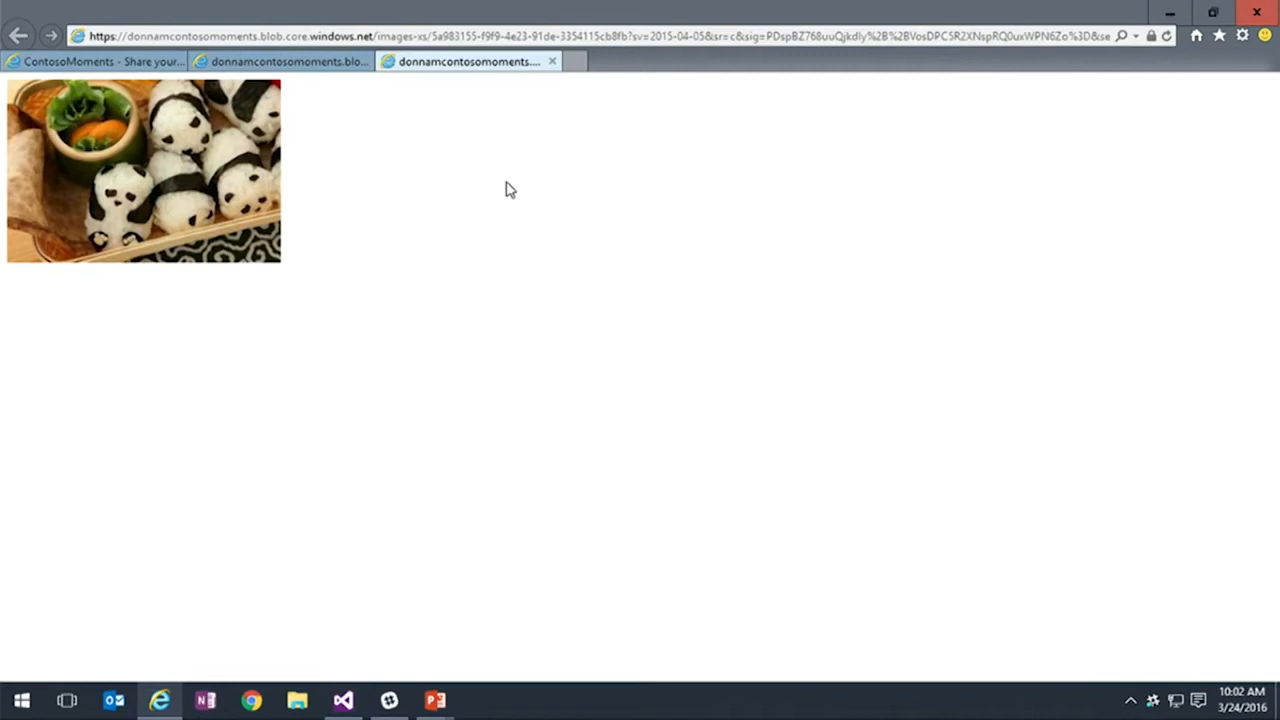 https://donnamcontosomoments.blob.core.windows.net/images-xs/5a983155-f9f9-4e23-91de-3354115cb8fb?sv=2015-04-05&sr=c&sig=PDspBZ768uuQjkdly%2B%2BVosDPC5R2XNspRQ0uxWPN6Zo%3D&se
ContosoMoments - Share your...
donnamcontosomoments.blo...
donnamcontosomoments....
10:02 AM
3/24/2016